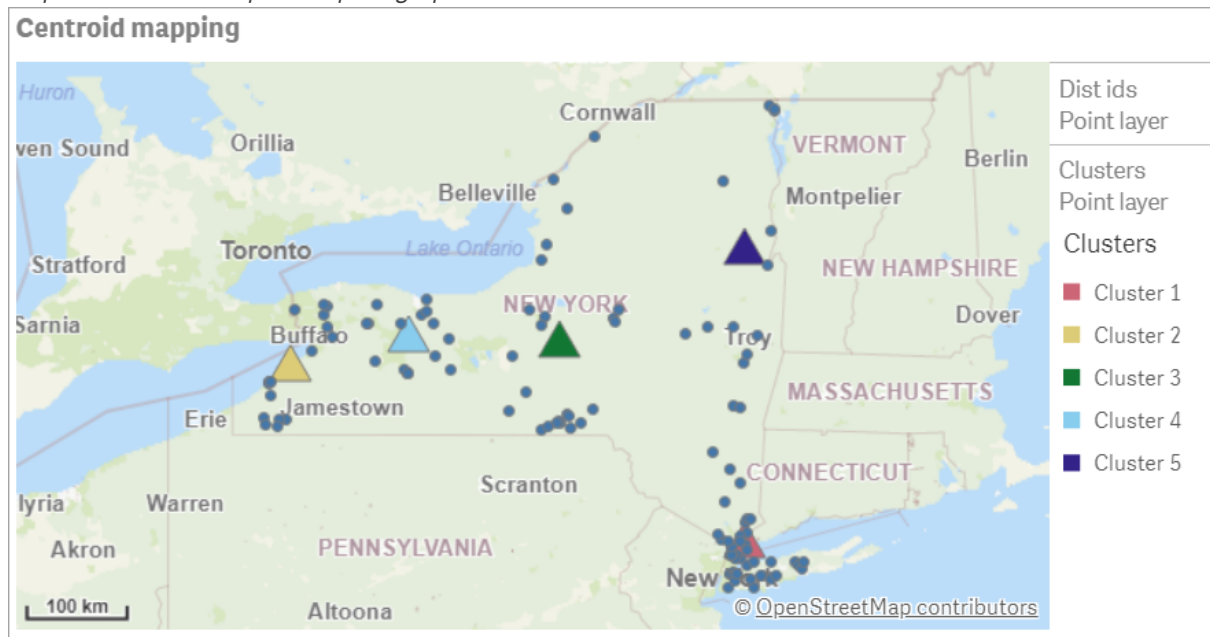 Centroid mapping
Huron
Cornwall
Dist ids
Point layer
wen Sound
Orillia
VERMONT
Berlin
Clusters
Point layer
Belleville
Montpelier
Clusters
Toronto
Lake Ontario
Stratford
NEW HAMPSHIRE
Cluster 1
NEW YORK
Sarnia
Dover
Cluster 2
Buffalo
Troy
Cluster 3
MASSACHUSETTS
Erie
Jamestown
Cluster 4
CONNECTICUT
Cluster 5
Scranton
lyria
Warren
Akron
PENNSYLVANIA
New York
100 km
Altoona
© OpenStreetMap contributors